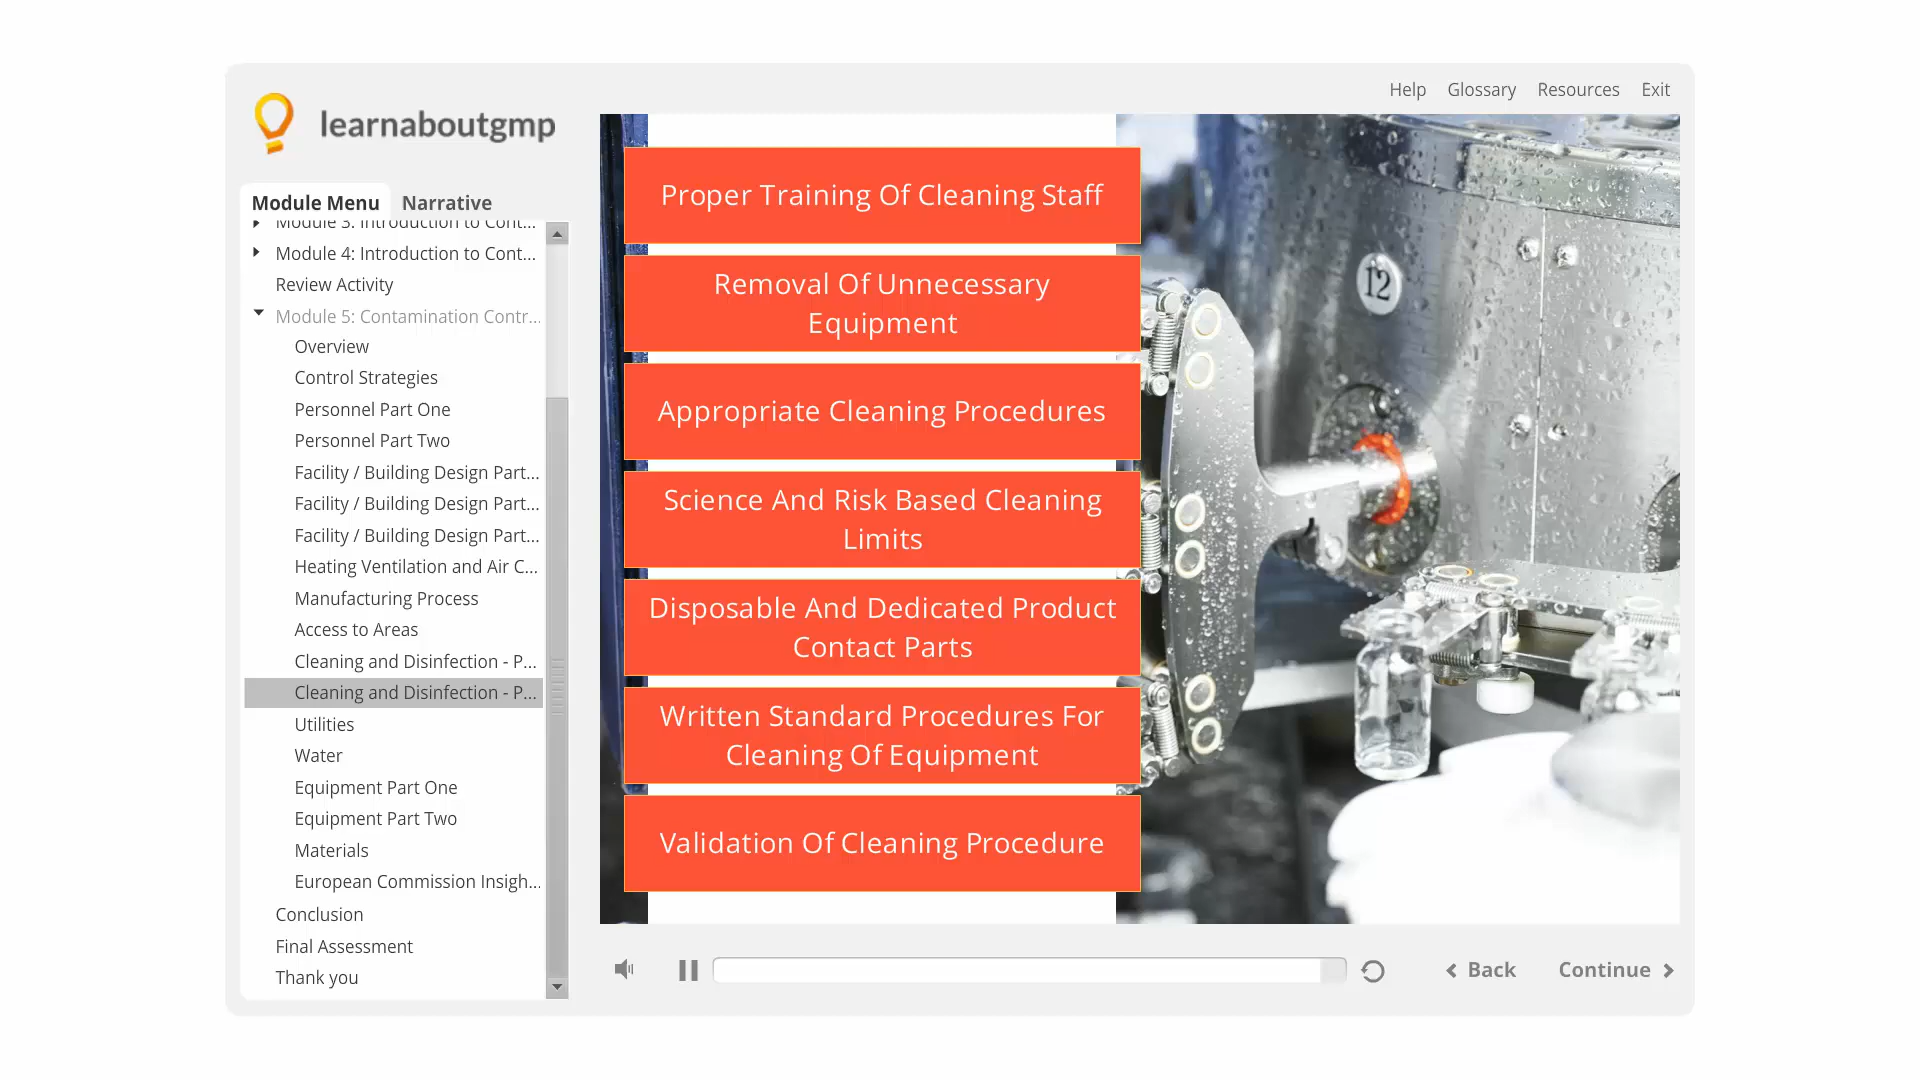 Help Glossary Resources Exit
learnaboutgmp
Module Menu Narrative
Module 3: Introduction to Cont...
Module 4: Introduction to Cont...
Review Activity
Module 5: Contamination Contr...
Overview
Control Strategies
Personnel Part One
Personnel Part Two
Facility / Building Design Part...
Facility / Building Design Part...
Facility / Building Design Part...
Heating Ventilation and Air C...
Manufacturing Process
Access to Areas
Cleaning and Disinfection - P...
Cleaning and Disinfection - P...
Utilities
Water
Equipment Part One
Equipment Part Two
Materials
European Commission Insigh...
Conclusion
Final Assessment
Thank you
Proper Training Of Cleaning Staff
Removal Of Unnecessary
Equipment
Appropriate Cleaning Procedures
Science And Risk Based Cleaning
Limits
Disposable And Dedicated Product
Contact Parts
Written Standard Procedures For
Cleaning Of Equipment
Validation Of Cleaning Procedure
12
Back Continue